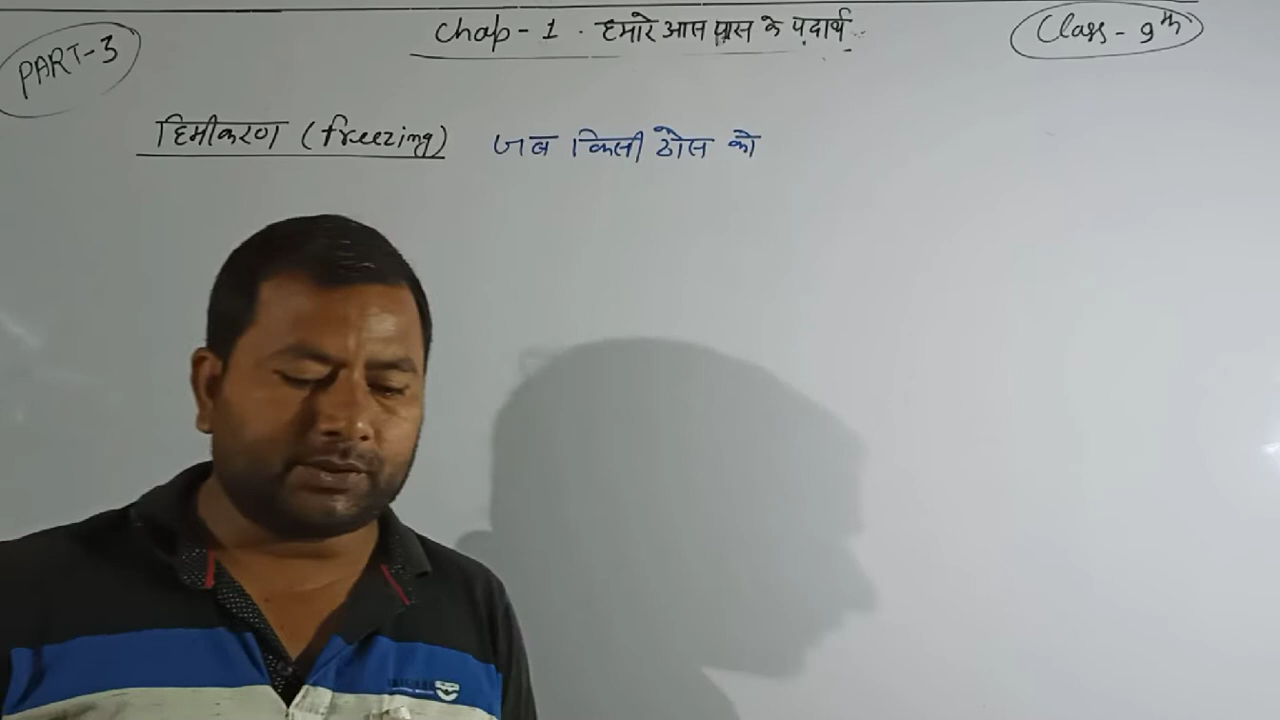 PART-3
Chap-1. हमारे आस पास के पदार्थ
Class-9th
हिमीकरण (freezing) जब किसी ठोस को